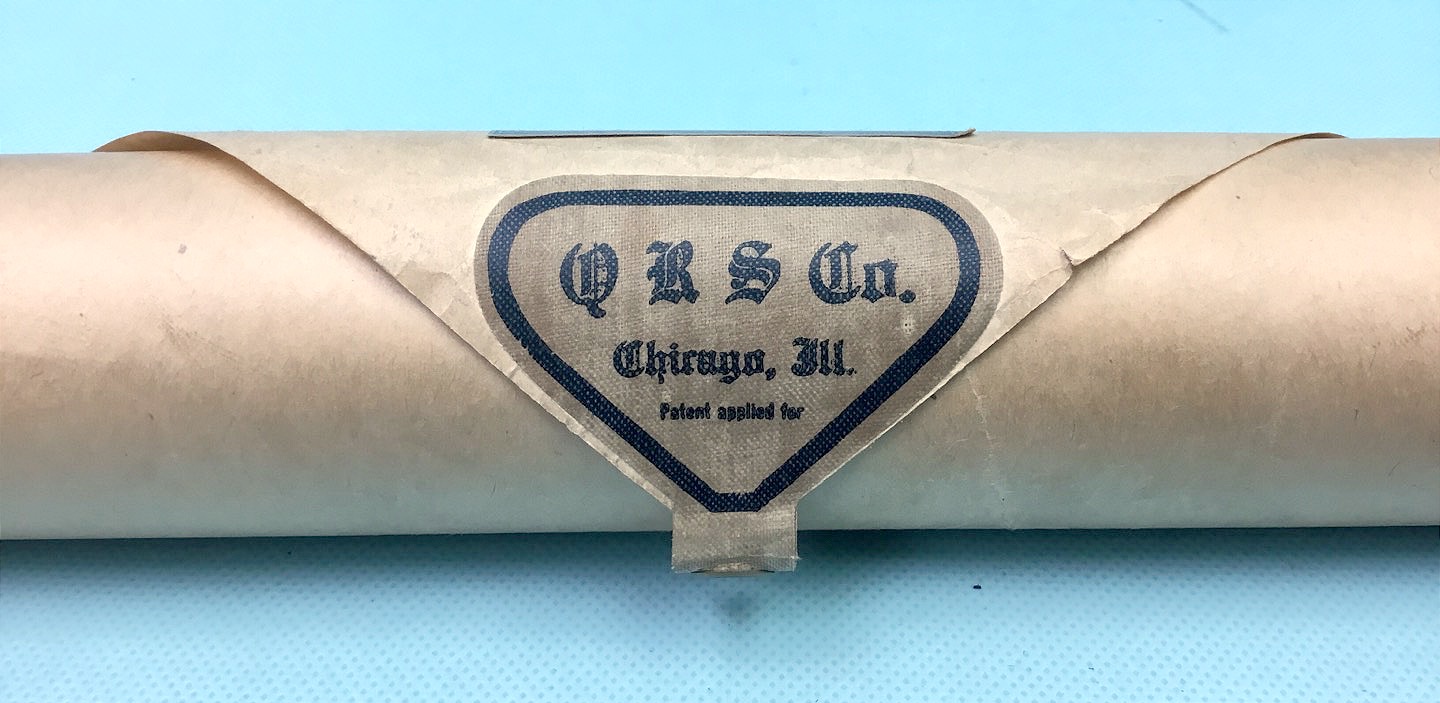 Q R S Co.
Chicago, Ill.
Patent applied for